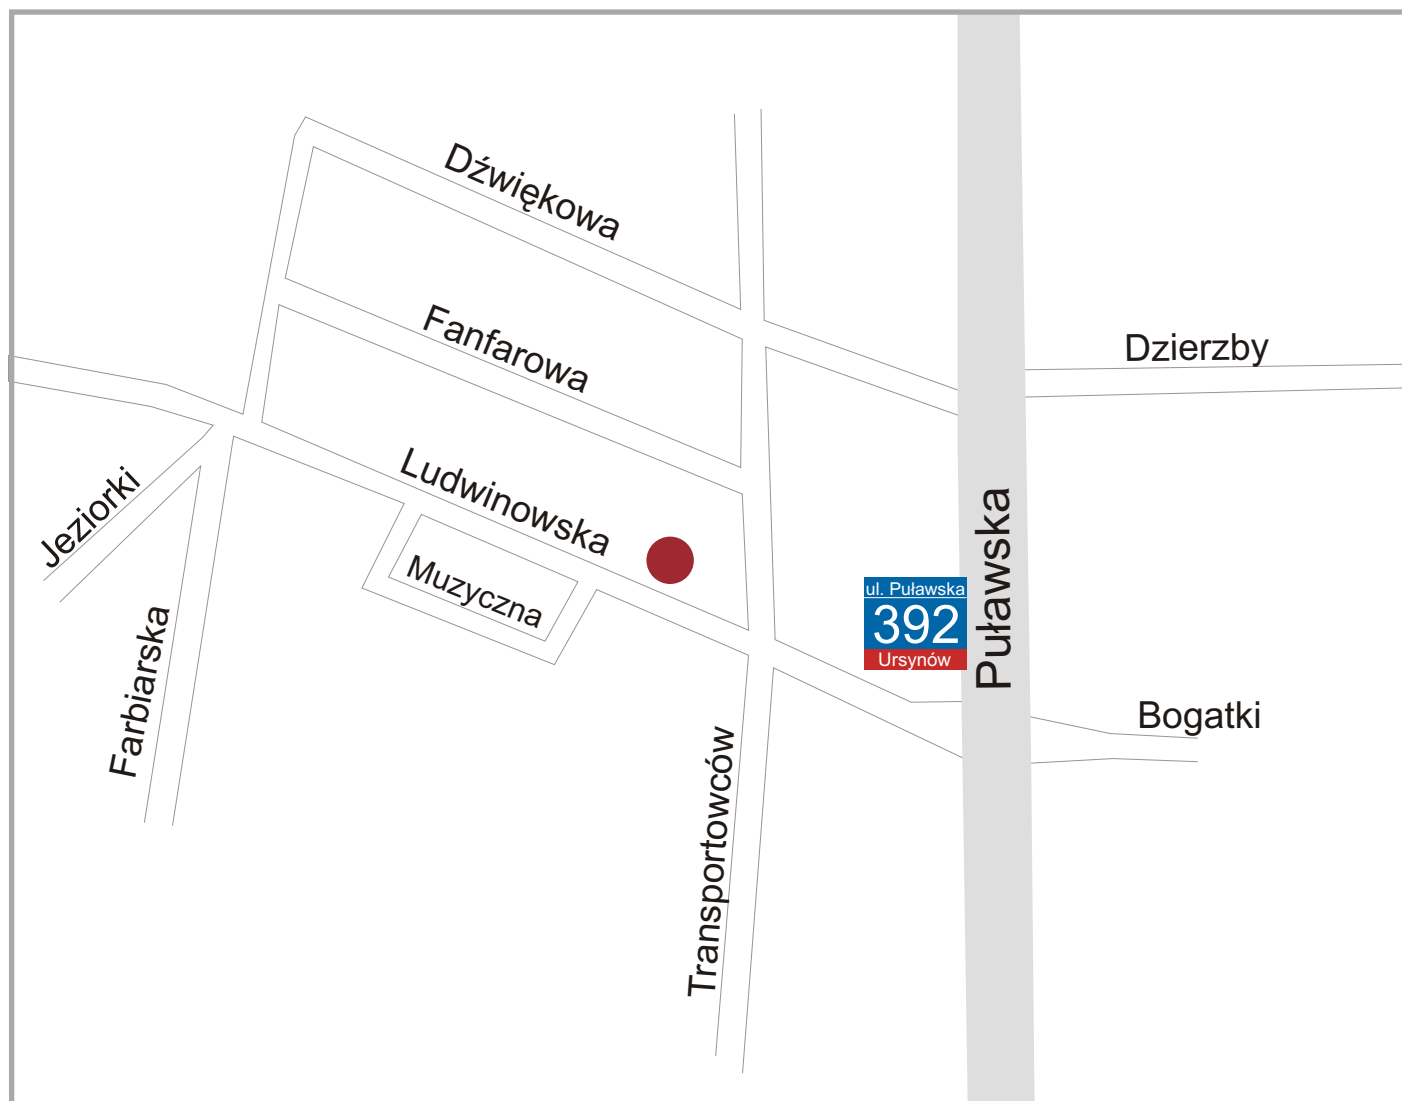 Dźwiękowa
Fanfarowa
Dzierzby
Ludwinowska
Jeziorki
Muzyczna
ul. Puławska
392
Ursynów
Puławska
Farbiarska
Bogatki
Transportowców